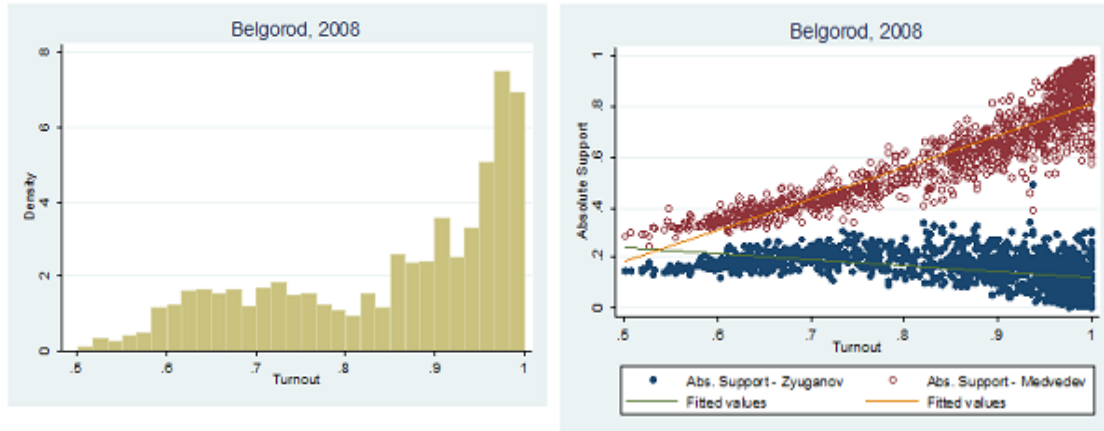 Belgorod, 2008
Density
8
6
4
2
0
.5 .6 .7 .8 .9 1
Turnout
Belgorod, 2008
Absolute Support
1
.8
.6
.4
.2
0
.5 .6 .7 .8 .9 1
Turnout
Abs. Support - Zyuganov Abs. Support - Medvedev
Fitted values Fitted values